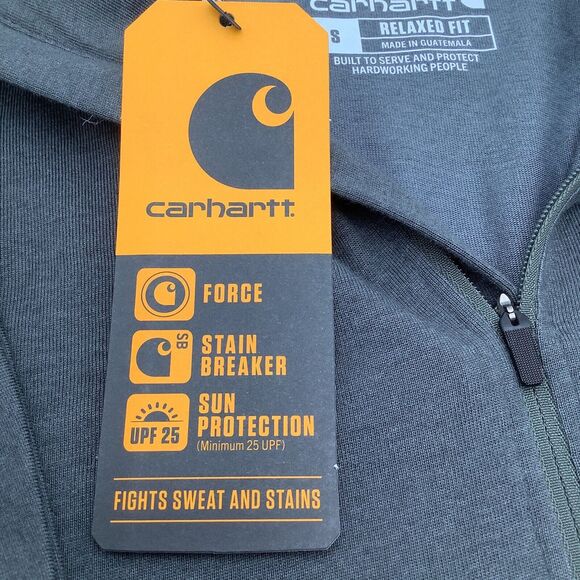 carhartt
S
RELAXED FIT
MADE IN GUATEMALA
BUILT TO SERVE AND PROTECT
HARDWORKING PEOPLE
carhartt.
FORCE
SB
STAIN
BREAKER
UPF 25
SUN
PROTECTION
(Minimum 25 UPF)
FIGHTS SWEAT AND STAINS